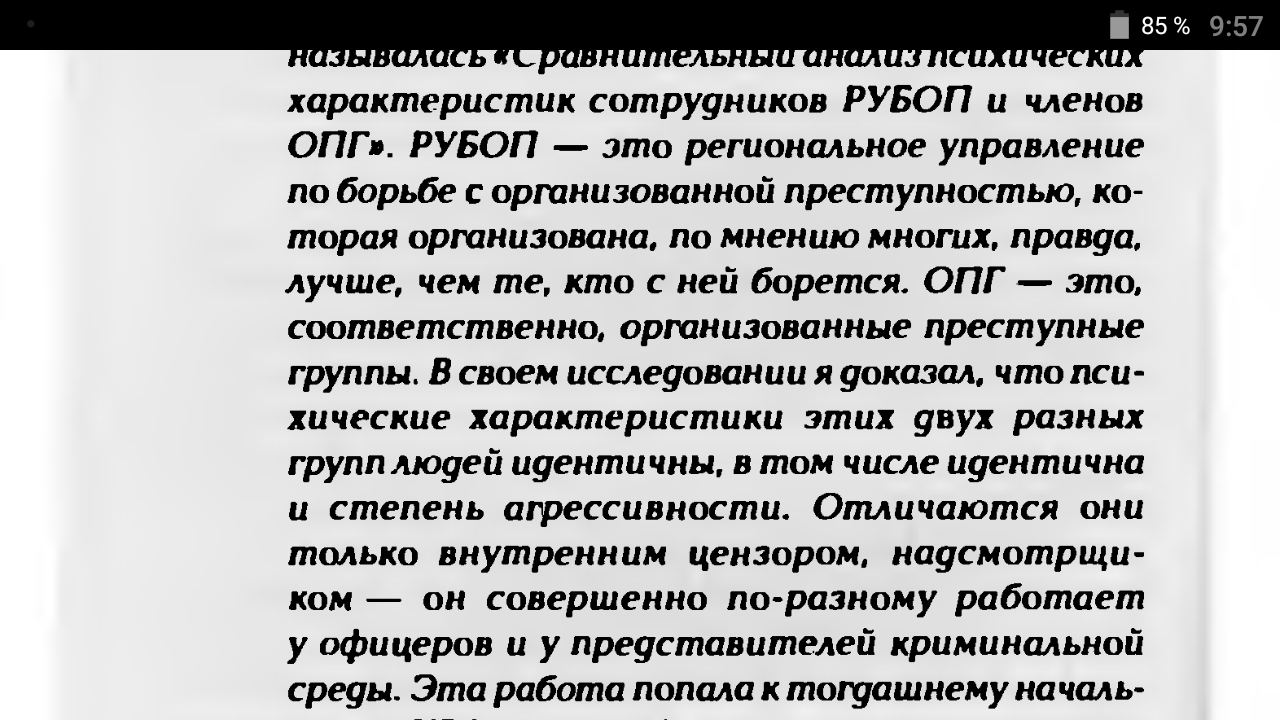 85 % 9:57
называлась «Сравнительный анализ психических
характеристик сотрудников РУБОП и членов
ОПГ». РУБОП — это региональное управление
по борьбе с организованной преступностью, ко-
торая организована, по мнению многих, правда,
лучше, чем те, кто с ней борется. ОПГ — это,
соответственно, организованные преступные
группы. В своем исследовании я доказал, что пси-
хические характеристики этих двух разных
групп людей идентичны, в том числе идентична
и степень агрессивности. Отличаются они
только внутренним цензором, надсмотрщи-
ком — он совершенно по-разному работает
у офицеров и у представителей криминальной
среды. Эта работа попала к тогдашнему началь-